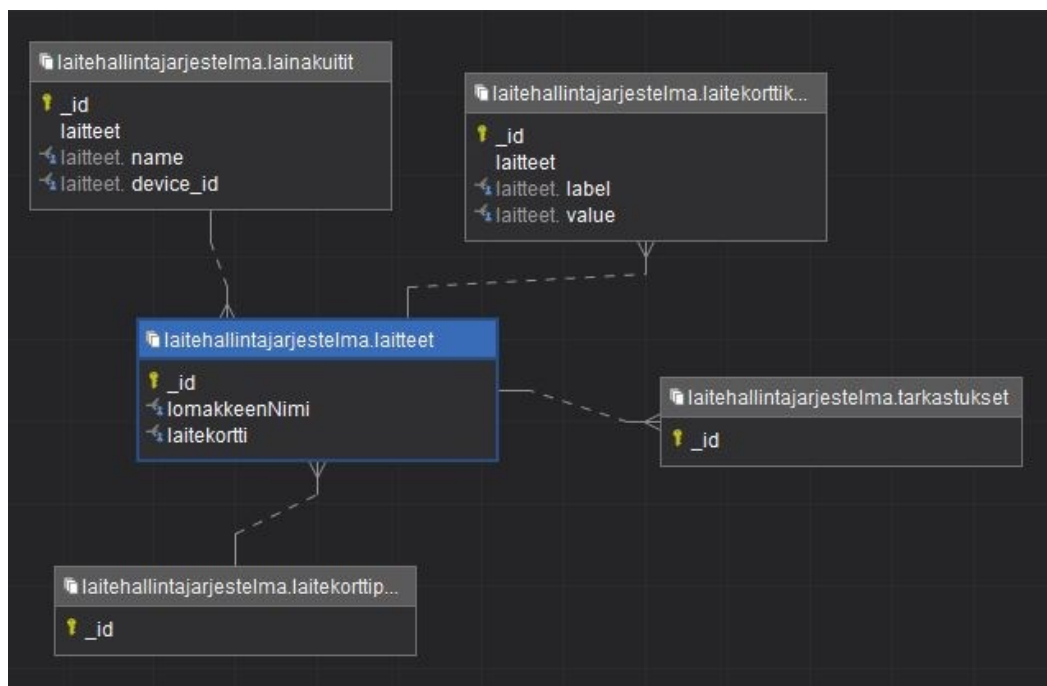 laitehallintajarjestelma.lainakuitit
_id
laitteet
laitteet. name
laitteet. device_id
laitehallintajarjestelma.laitekorttik...
_id
laitteet
laitteet. label
laitteet. value
laitehallintajarjestelma.laitteet
_id
lomakkeenNimi
laitekortti
laitehallintajarjestelma.tarkastukset
_id
laitehallintajarjestelma.laitekorttip...
_id